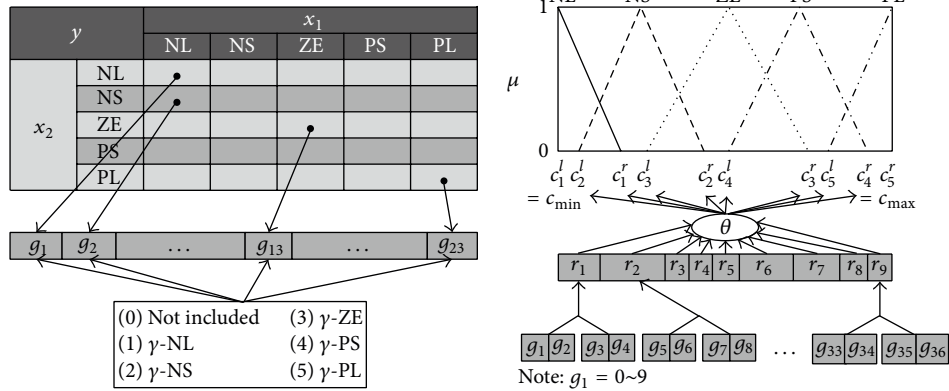 y
x₁
NL NS ZE PS PL
x₂
NL
NS
ZE
PS
PL
g₁ g₂ ... g₁₃ ... g₂₃
(0) Not included
(1) γ-NL
(2) γ-NS
(3) γ-ZE
(4) γ-PS
(5) γ-PL
NL NS ZE PS PL
1
μ
0
c₁ˡ c₂ˡ c₁ʳ c₃ˡ c₂ʳ c₄ˡ c₃ʳ c₅ˡ c₄ʳ c₅ʳ
= c_min = c_max
θ
r₁ r₂ r₃ r₄ r₅ r₆ r₇ r₈ r₉
g₁ g₂ g₃ g₄ g₅ g₆ g₇ g₈ ... g₃₃ g₃₄ g₃₅ g₃₆
Note: g₁ = 0~9